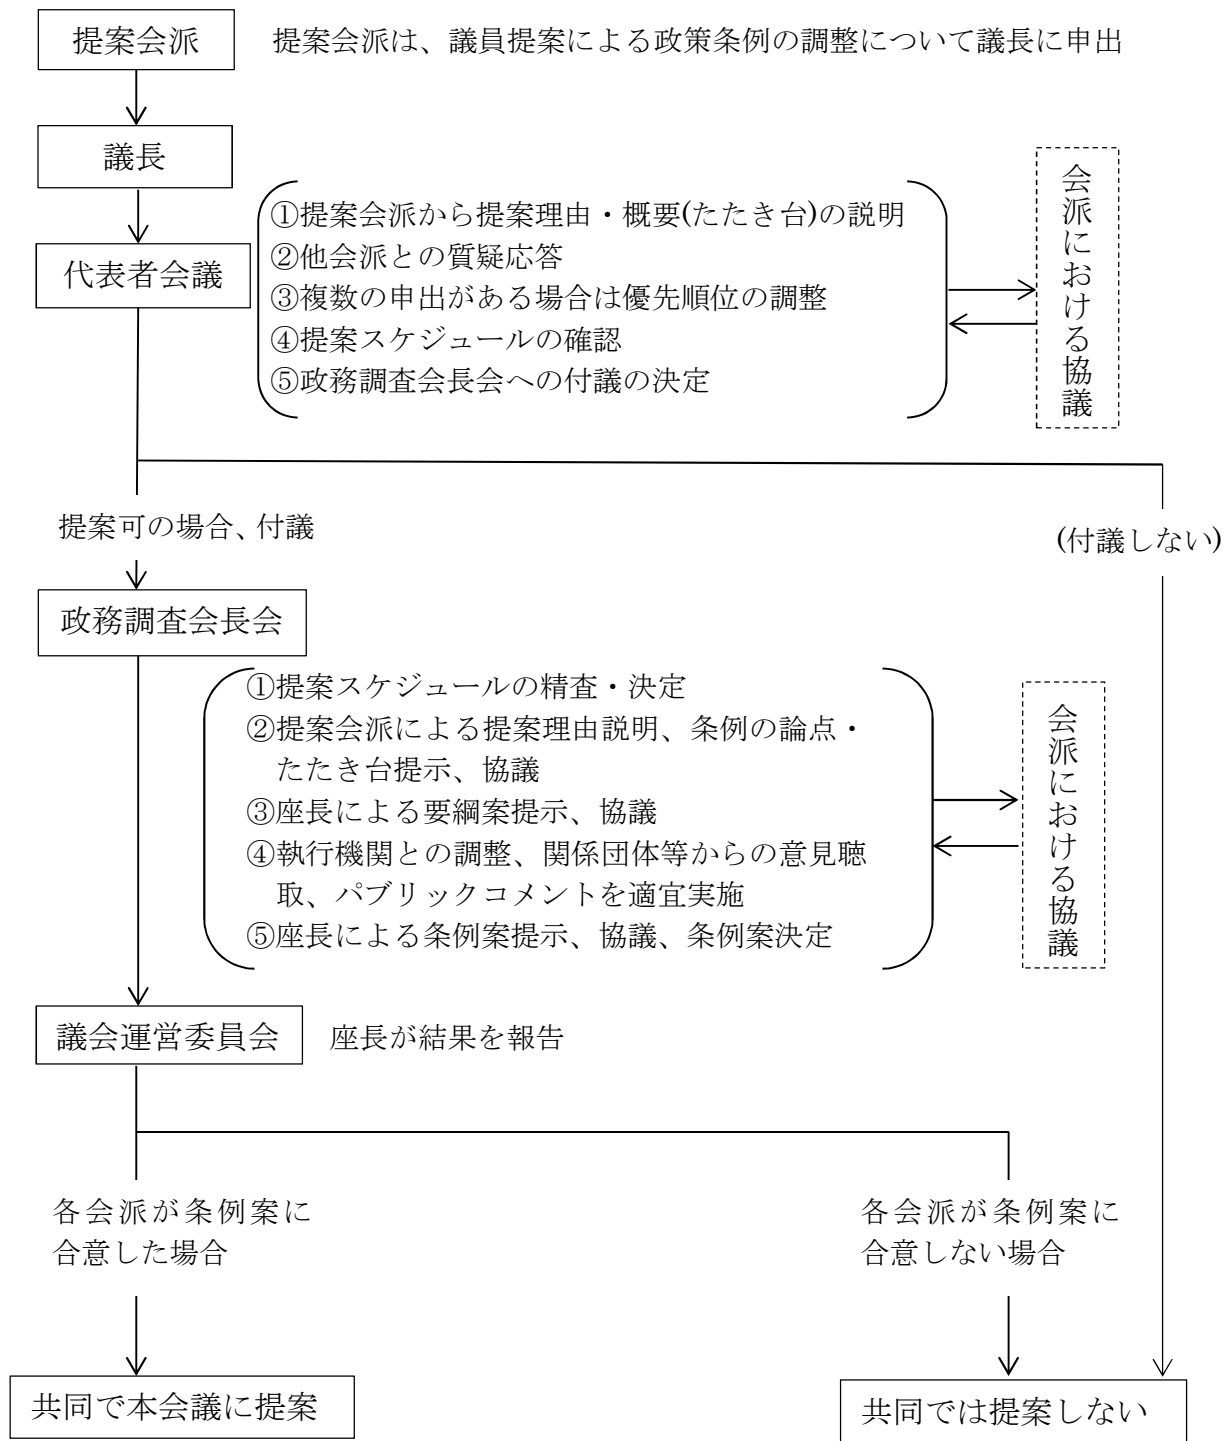 提案会派
提案会派は、議員提案による政策条例の調整について議長に申出
議長
代表者会議
①提案会派から提案理由・概要(たたき台)の説明
②他会派との質疑応答
③複数の申出がある場合は優先順位の調整
④提案スケジュールの確認
⑤政務調査会長会への付議の決定
会派における協議
提案可の場合、付議
(付議しない)
政務調査会長会
①提案スケジュールの精査・決定
②提案会派による提案理由説明、条例の論点・
たたき台提示、協議
③座長による要綱案提示、協議
④執行機関との調整、関係団体等からの意見聴
取、パブリックコメントを適宜実施
⑤座長による条例案提示、協議、条例案決定
会派における協議
議会運営委員会
座長が結果を報告
各会派が条例案に
合意した場合
各会派が条例案に
合意しない場合
共同で本会議に提案
共同では提案しない